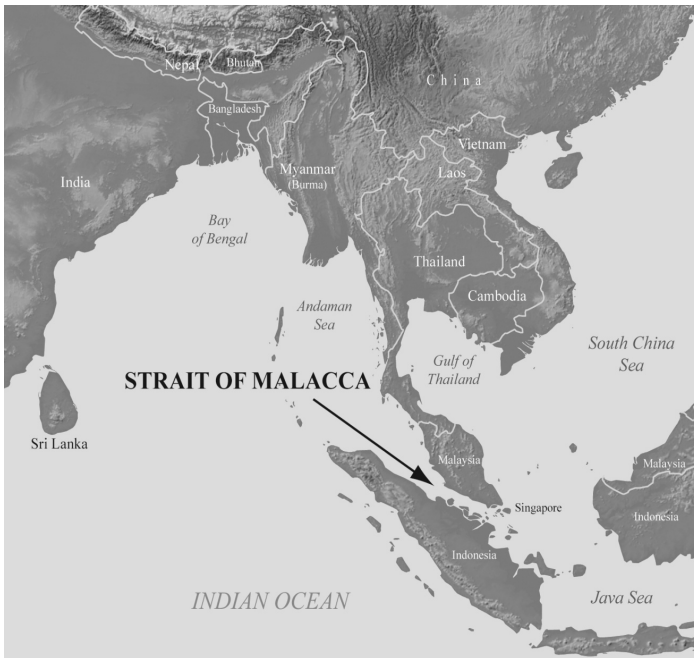 China
Nepal
Bhutan
Bangladesh
Vietnam
Myanmar
(Burma)
Laos
India
Bay
of Bengal
Thailand
Cambodia
Andaman
Sea
South China
Sea
Gulf of
Thailand
STRAIT OF MALACCA
Sri Lanka
Malaysia
Malaysia
Singapore
Indonesia
Indonesia
INDIAN OCEAN
Java Sea